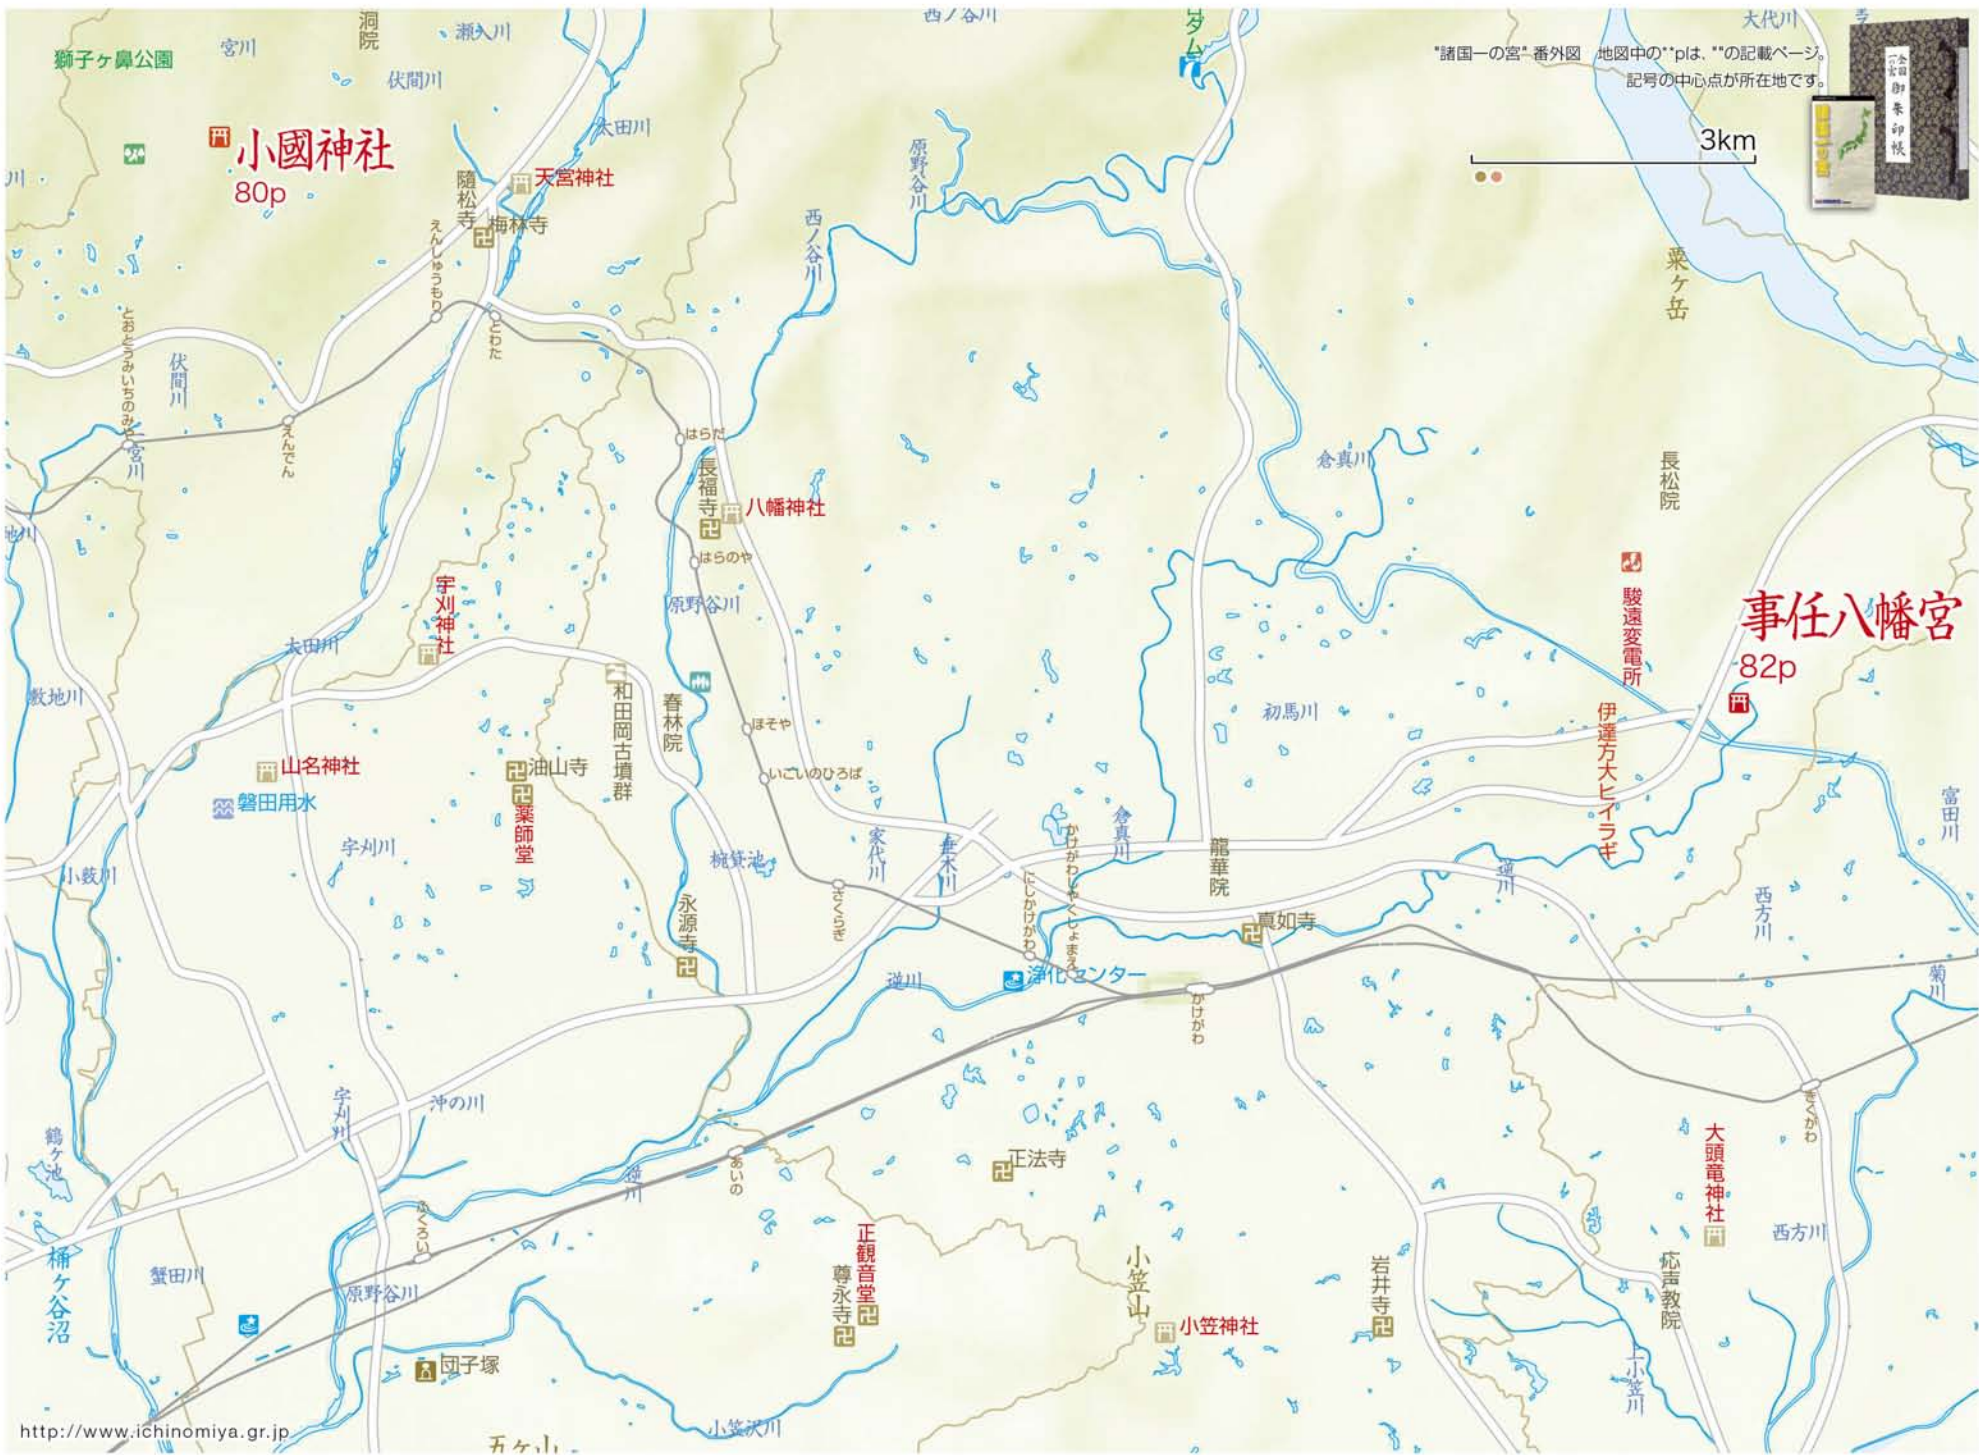 洞院
瀬入川
西ノ谷川
大代川
獅子ヶ鼻公園
宮川
伏間川
"諸国一の宮" 番外図　地図中の**pは、**の記載ページ。
記号の中心点が所在地です。
全国
一の宮
御朱印帳
3km
小國神社
80p
太田川
天宮神社
隨松寺
梅林寺
原野谷川
西ノ谷川
粟ヶ岳
えんしゅうもり
とわた
とおとうみいちのみや
伏間川
一宮川
えんでん
はらだ
長福寺
八幡神社
倉真川
長松院
はらのや
原野谷川
宇刈神社
太田川
敷地川
駿遠変電所
事任八幡宮
82p
和田岡古墳群
春林院
ほそや
初馬川
伊達方大ヒイラギ
山名神社
磐田用水
油山寺
薬師堂
いこいのひろば
宇刈川
小薮川
椀貸池
家代川
垂木川
倉真川
龍華院
逆川
富田川
西方川
永源寺
さくらぎ
にしかけがわ
かけがわしやくしょまえ
真如寺
浄化センター
逆川
かけがわ
菊川
沖の川
宇刈川
鶴ヶ池
逆川
あいの
正法寺
きくがわ
大頭竜神社
西方川
ふくろい
桶ヶ谷沼
蟹田川
原野谷川
正観音堂
尊永寺
小笠山
小笠神社
岩井寺
応声教院
団子塚
上小笠川
小笠沢川
五ヶ山
http://www.ichinomiya.gr.jp